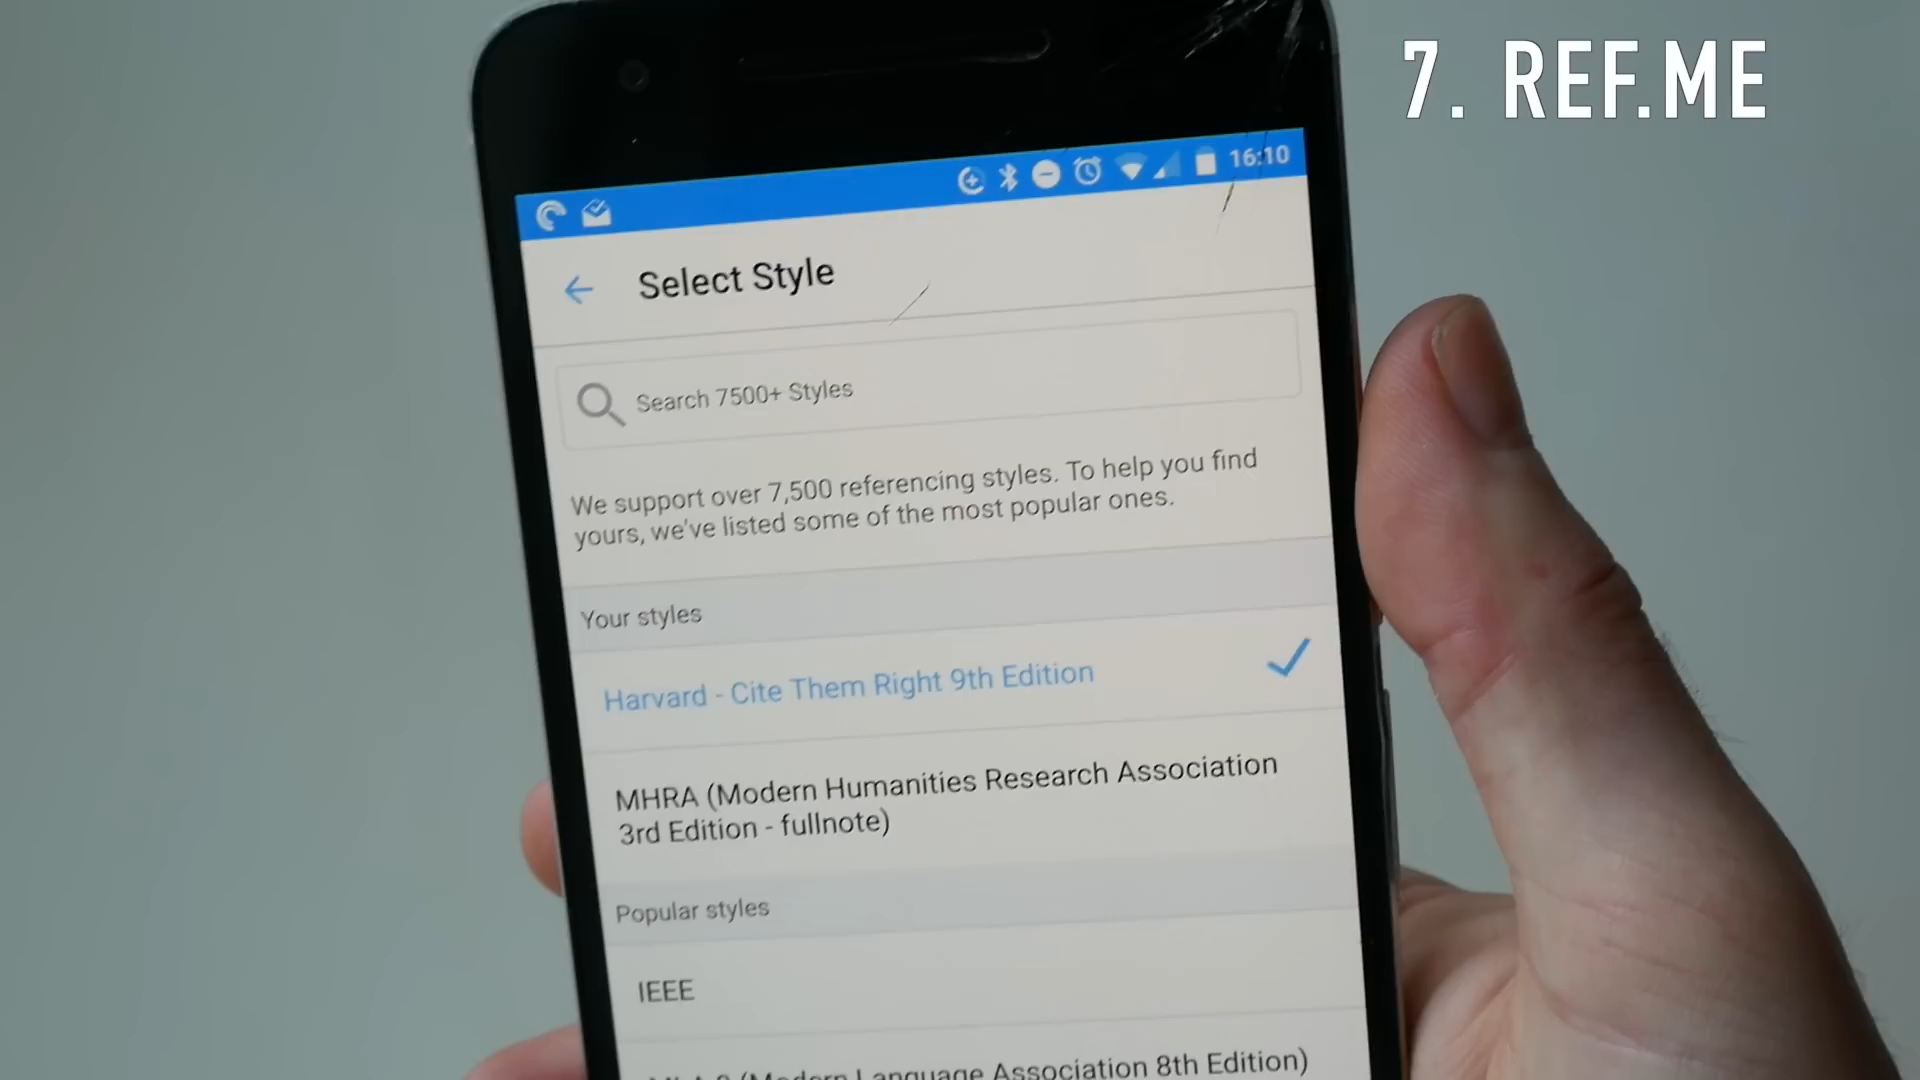 7. REF.ME
16:10
Select Style
Search 7500+ Styles
We support over 7,500 referencing styles. To help you find
yours, we've listed some of the most popular ones.
Your styles
Harvard - Cite Them Right 9th Edition
MHRA (Modern Humanities Research Association
3rd Edition - fullnote)
Popular styles
IEEE
(Modern Language Association 8th Edition)